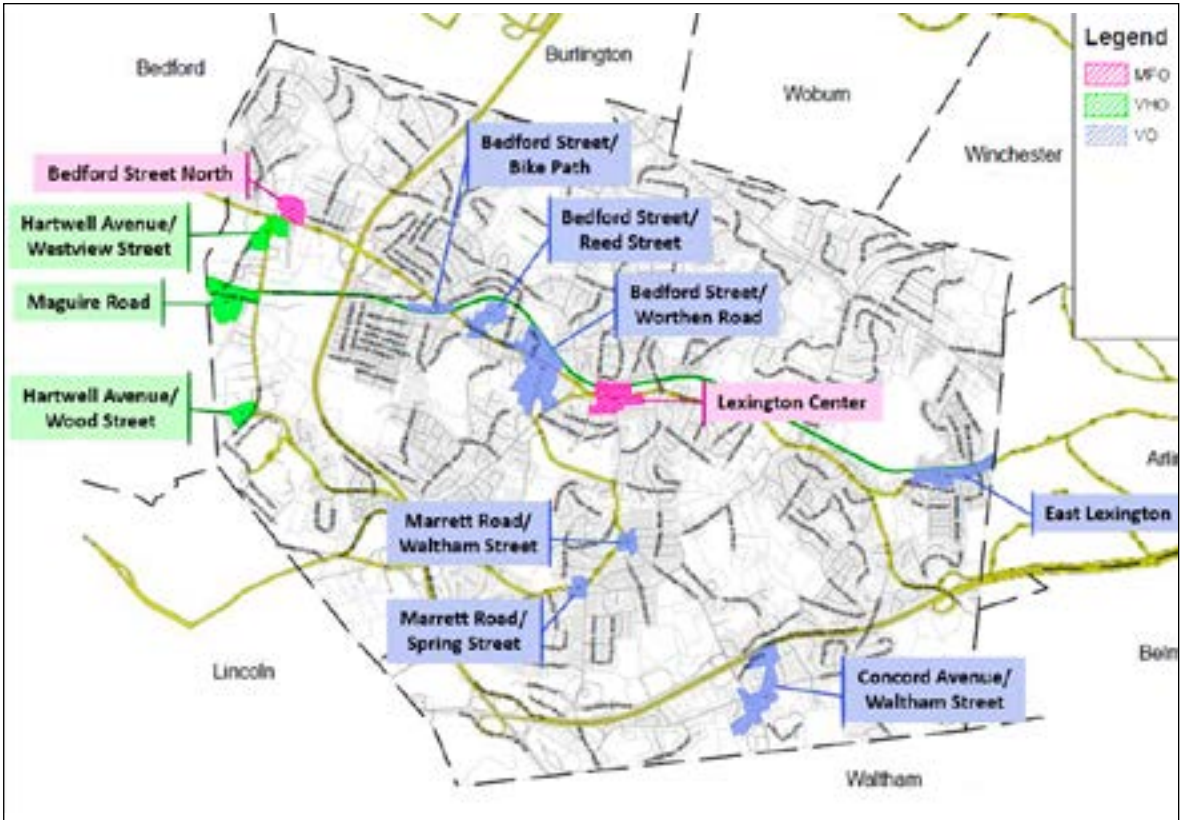 Bedford
Burlington
Woburn
Winchester
Legend
MFO
VHO
VO
Bedford Street North
Hartwell Avenue/
Westview Street
Maguire Road
Hartwell Avenue/
Wood Street
Bedford Street/
Bike Path
Bedford Street/
Reed Street
Bedford Street/
Worthen Road
Lexington Center
East Lexington
Marrett Road/
Waltham Street
Marrett Road/
Spring Street
Concord Avenue/
Waltham Street
Lincoln
Waltham
Arli
Belm